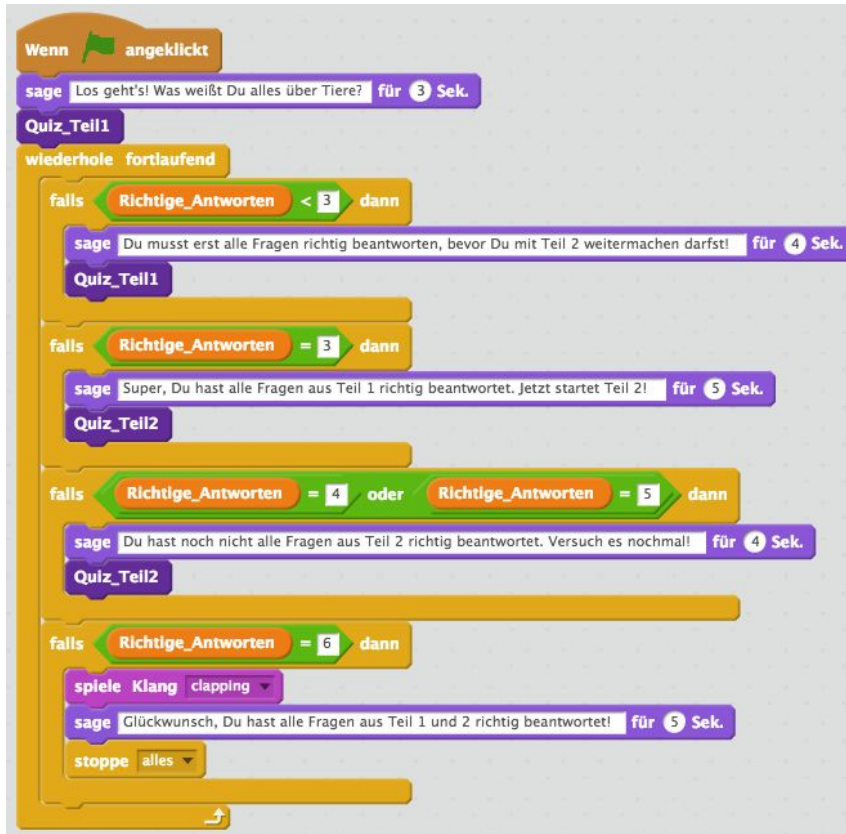 Wenn angeklickt
sage Los geht's! Was weißt Du alles über Tiere? für 3 Sek.
Quiz_Teil1
wiederhole fortlaufend
falls Richtige_Antworten < 3 dann
sage Du musst erst alle Fragen richtig beantworten, bevor Du mit Teil 2 weitermachen darfst! für 4 Sek.
Quiz_Teil1
falls Richtige_Antworten = 3 dann
sage Super, Du hast alle Fragen aus Teil 1 richtig beantwortet. Jetzt startet Teil 2! für 5 Sek.
Quiz_Teil2
falls Richtige_Antworten = 4 oder Richtige_Antworten = 5 dann
sage Du hast noch nicht alle Fragen aus Teil 2 richtig beantwortet. Versuch es nochmal! für 4 Sek.
Quiz_Teil2
falls Richtige_Antworten = 6 dann
spiele Klang clapping
sage Glückwunsch, Du hast alle Fragen aus Teil 1 und 2 richtig beantwortet! für 5 Sek.
stoppe alles